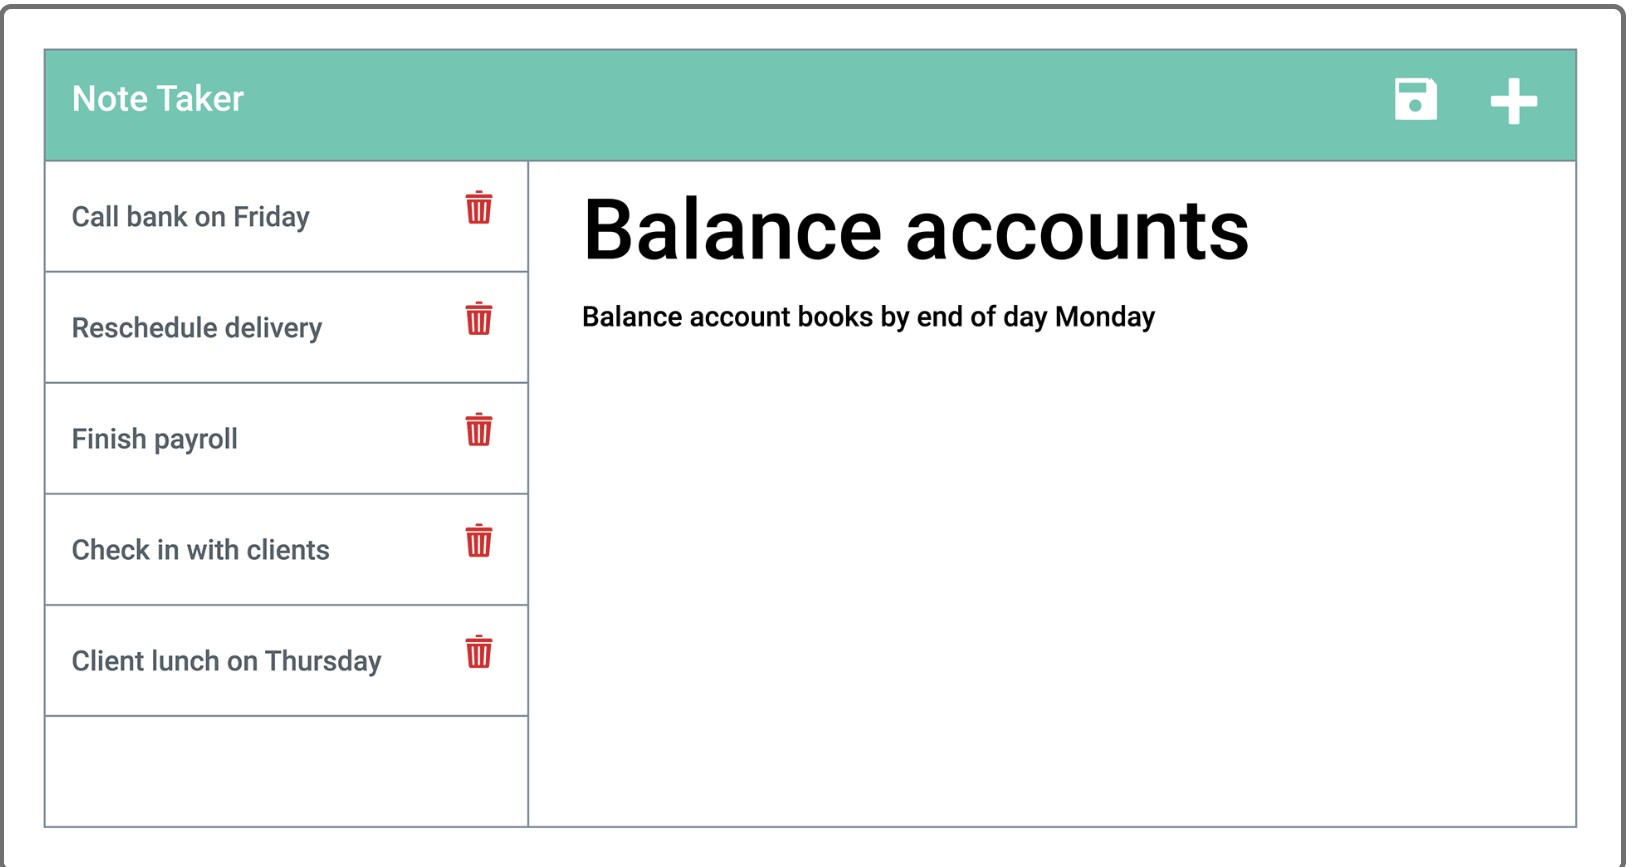 Note Taker
Call bank on Friday
Reschedule delivery
Finish payroll
Check in with clients
Client lunch on Thursday
Balance accounts
Balance account books by end of day Monday